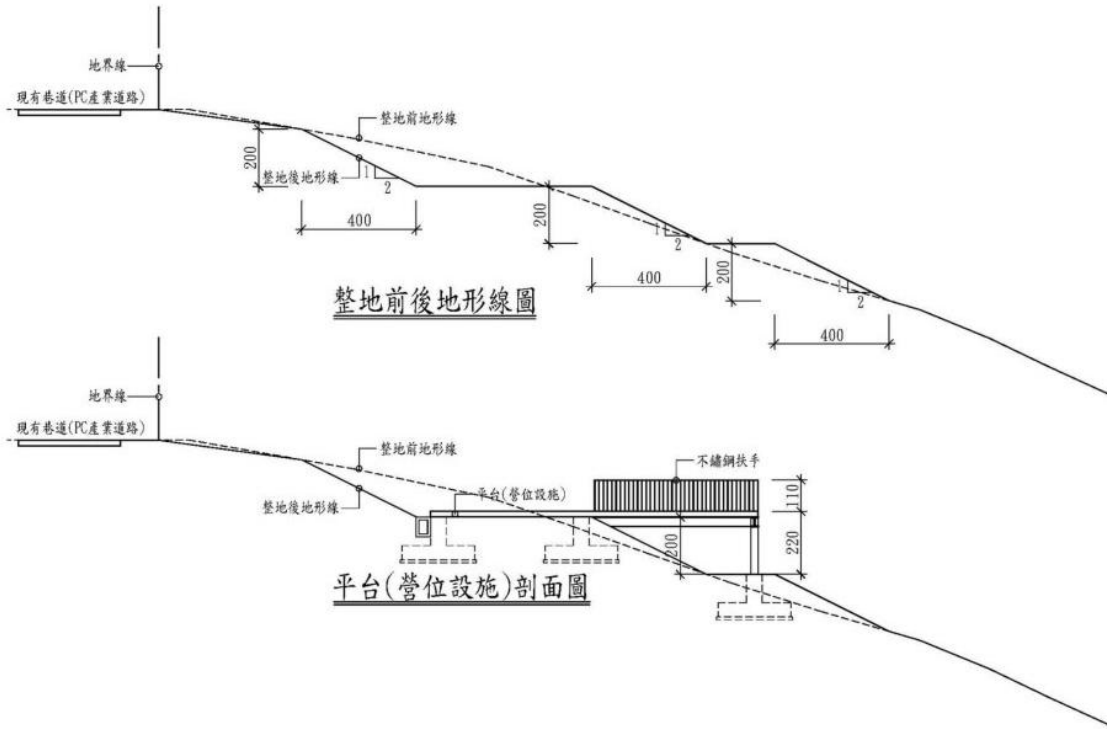 地界線
現有巷道(PC產業道路)
整地前地形線
200
整地後地形線
1
2
400
200
1
2
400
200
1
2
400
整地前後地形線圖
地界線
現有巷道(PC產業道路)
整地前地形線
不鏽鋼扶手
整地後地形線
平台(營位設施)
110
200
220
平台(營位設施)剖面圖